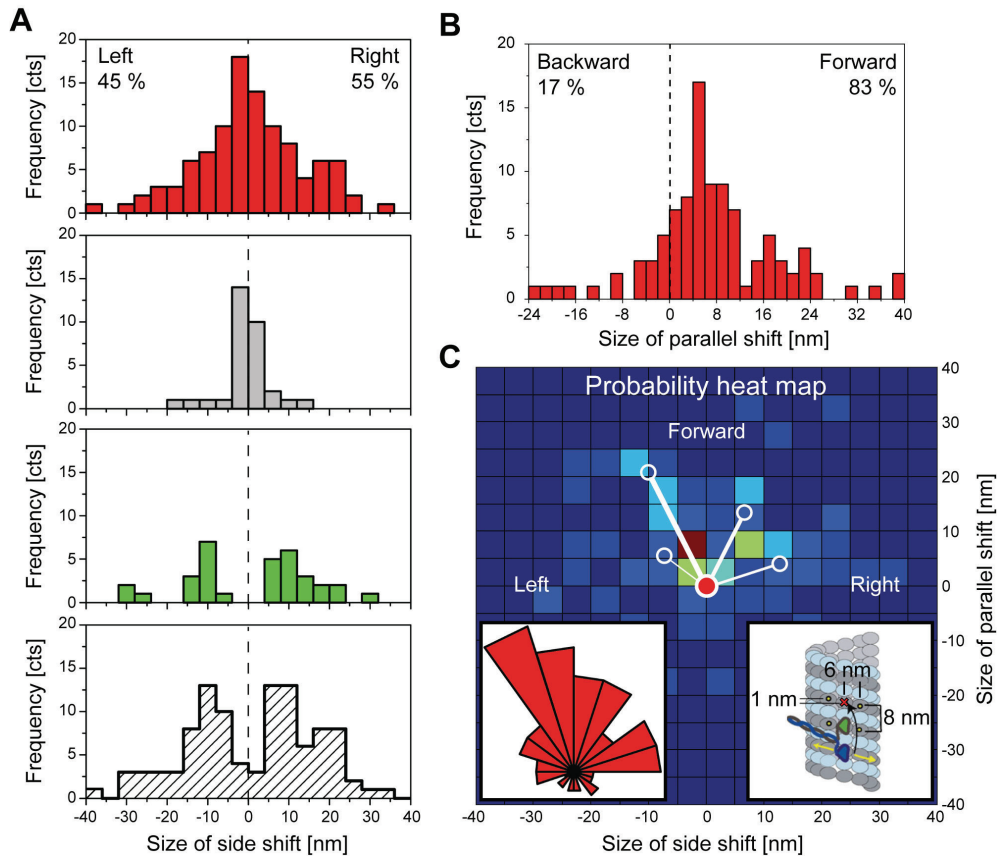 A
Frequency [cts]
20
15
10
5
0
Left
45 %
Right
55 %
Frequency [cts]
20
15
10
5
0
Frequency [cts]
20
15
10
5
0
Frequency [cts]
20
15
10
5
0
-40 -30 -20 -10 0 10 20 30 40
Size of side shift [nm]
B
Frequency [cts]
20
15
10
5
0
Backward
17 %
Forward
83 %
-24 -16 -8 0 8 16 24 32 40
Size of parallel shift [nm]
C
Probability heat map
Forward
Left
Right
6 nm
1 nm
8 nm
40
30
20
10
0
-10
-20
-30
-40
Size of parallel shift [nm]
-40 -30 -20 -10 0 10 20 30 40
Size of side shift [nm]